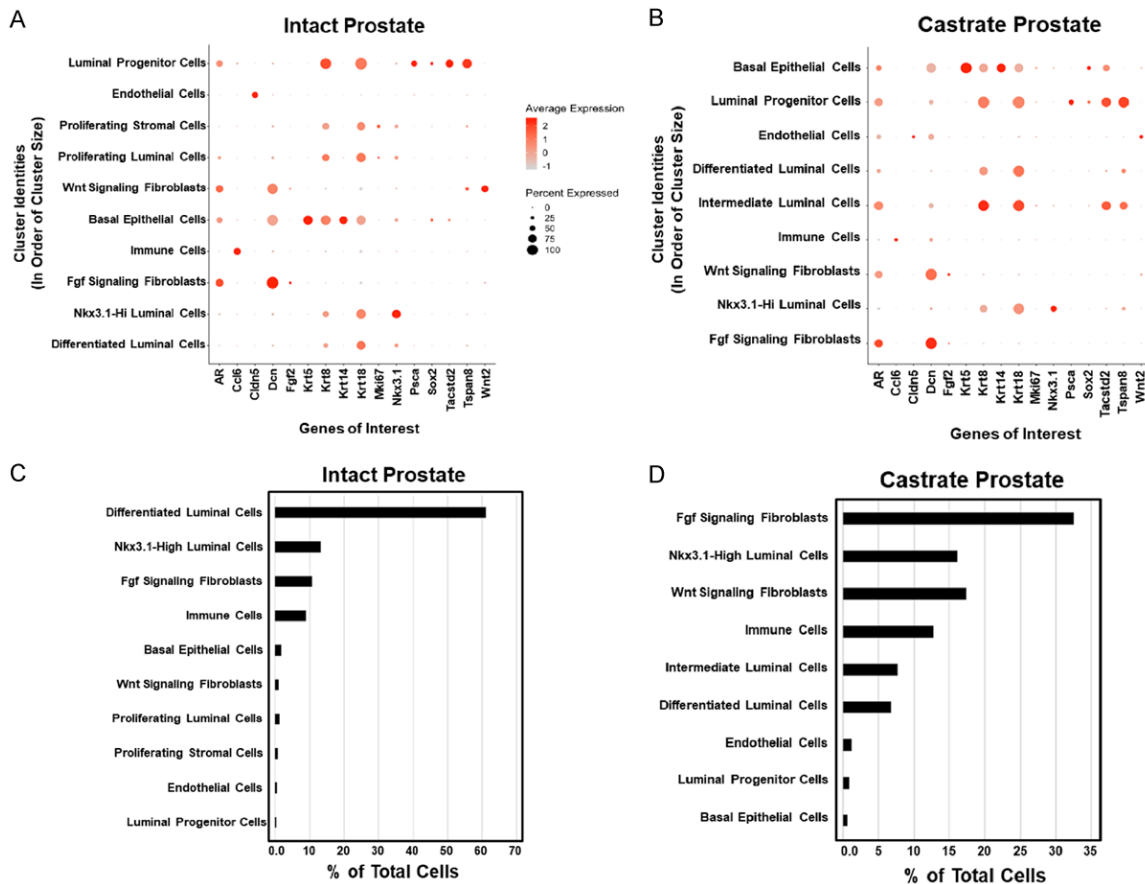 A
Intact Prostate
Cluster Identities
(In Order of Cluster Size)
Luminal Progenitor Cells
Endothelial Cells
Proliferating Stromal Cells
Proliferating Luminal Cells
Wnt Signaling Fibroblasts
Basal Epithelial Cells
Immune Cells
Fgf Signaling Fibroblasts
Nkx3.1-Hi Luminal Cells
Differentiated Luminal Cells
AR
Ccl6
Cldn5
Dcn
Fgf2
Krt5
Krt8
Krt14
Krt18
Mki67
Nkx3.1
Psca
Sox2
Tacstd2
Tspan8
Wnt2
Genes of Interest
Average Expression
2
1
0
-1
Percent Expressed
0
25
50
75
100
B
Castrate Prostate
Cluster Identities
(In Order of Cluster Size)
Basal Epithelial Cells
Luminal Progenitor Cells
Endothelial Cells
Differentiated Luminal Cells
Intermediate Luminal Cells
Immune Cells
Wnt Signaling Fibroblasts
Nkx3.1-Hi Luminal Cells
Fgf Signaling Fibroblasts
AR
Ccl6
Cldn5
Dcn
Fgf2
Krt5
Krt8
Krt14
Krt18
Mki67
Nkx3.1
Psca
Sox2
Tacstd2
Tspan8
Wnt2
Genes of Interest
C
Intact Prostate
Differentiated Luminal Cells
Nkx3.1-High Luminal Cells
Fgf Signaling Fibroblasts
Immune Cells
Basal Epithelial Cells
Wnt Signaling Fibroblasts
Proliferating Luminal Cells
Proliferating Stromal Cells
Endothelial Cells
Luminal Progenitor Cells
0.0 10 20 30 40 50 60 70
% of Total Cells
D
Castrate Prostate
Fgf Signaling Fibroblasts
Nkx3.1-High Luminal Cells
Wnt Signaling Fibroblasts
Immune Cells
Intermediate Luminal Cells
Differentiated Luminal Cells
Endothelial Cells
Luminal Progenitor Cells
Basal Epithelial Cells
0.0 5 10 15 20 25 30 35
% of Total Cells